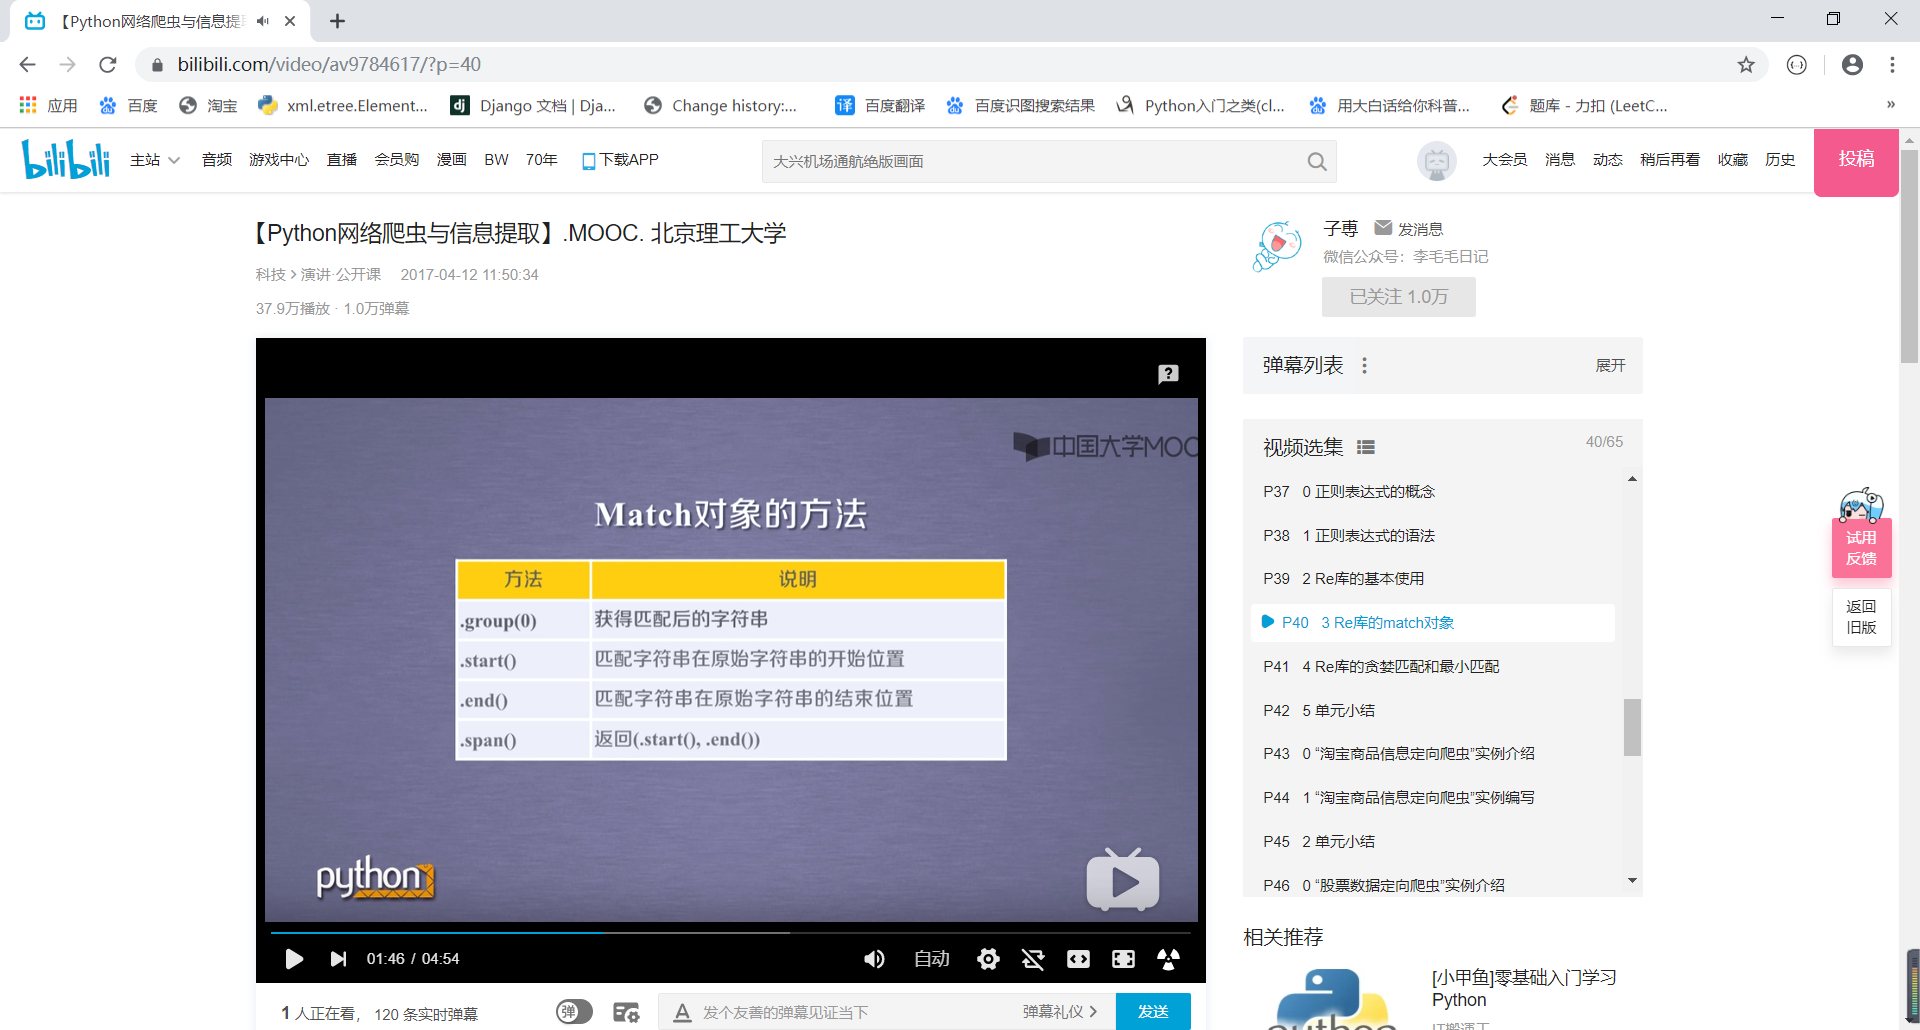 【Python网络爬虫与信息提
bilibili.com/video/av9784617/?p=40
应用 百度 淘宝 xml.etree.Element... Django 文档 | Dja... Change history:... 百度翻译 百度识图搜索结果 Python入门之类(cl... 用大白话给你科普... 题库 - 力扣 (LeetC... »
bilibili 主站 音频 游戏中心 直播 会员购 漫画 BW 70年 下载APP 大兴机场通航绝版画面 大会员 消息 动态 稍后再看 收藏 历史 投稿
【Python网络爬虫与信息提取】.MOOC. 北京理工大学
科技 > 演讲·公开课 2017-04-12 11:50:34
37.9万播放 · 1.0万弹幕
子尃 发消息
微信公众号：李毛毛日记
已关注 1.0万
中国大学MOOC
Match对象的方法
方法 说明
.group(0) 获得匹配后的字符串
.start() 匹配字符串在原始字符串的开始位置
.end() 匹配字符串在原始字符串的结束位置
.span() 返回(.start(), .end())
python
01:46 / 04:54 自动
1 人正在看， 120 条实时弹幕 弹 发个友善的弹幕见证当下 弹幕礼仪 > 发送
弹幕列表 展开
视频选集 40/65
P37 0 正则表达式的概念
P38 1 正则表达式的语法
P39 2 Re库的基本使用
P40 3 Re库的match对象
P41 4 Re库的贪婪匹配和最小匹配
P42 5 单元小结
P43 0 “淘宝商品信息定向爬虫”实例介绍
P44 1 “淘宝商品信息定向爬虫”实例编写
P45 2 单元小结
P46 0 “股票数据定向爬虫”实例介绍
相关推荐
[小甲鱼]零基础入门学习
Python
试用
反馈
返回
旧版